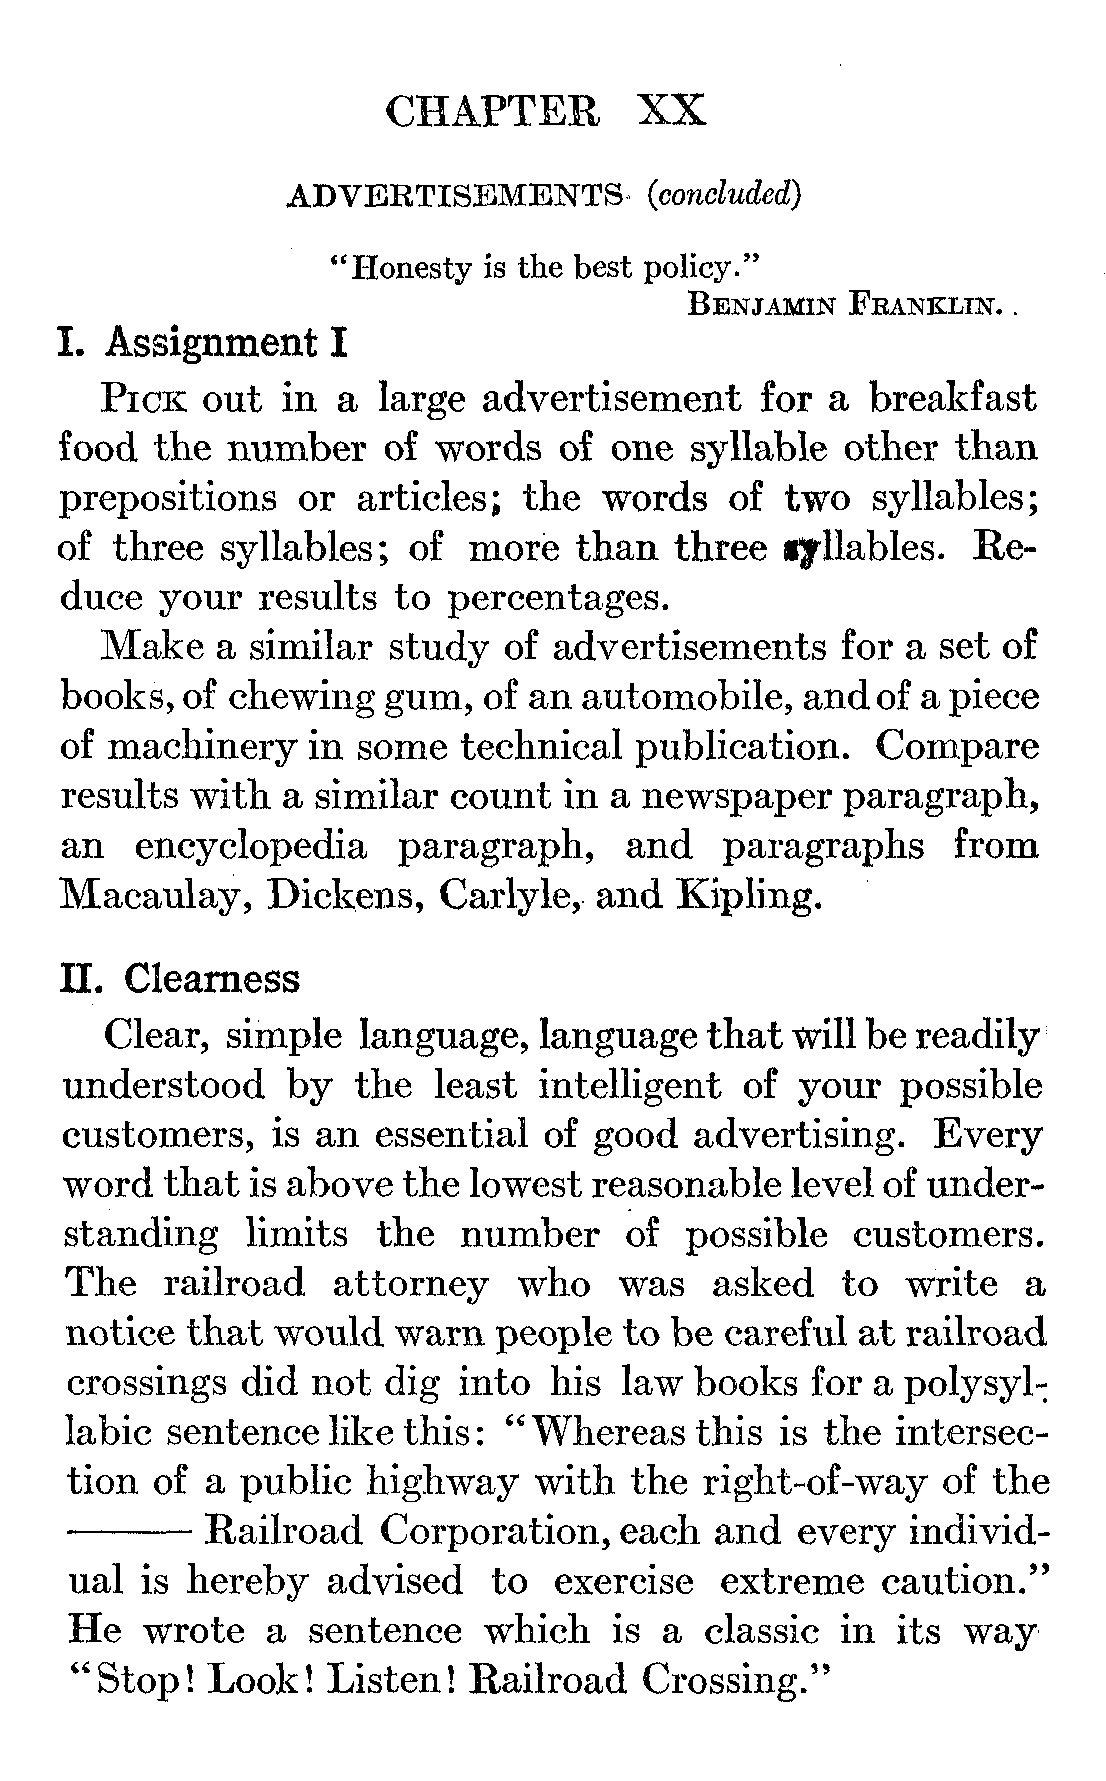 CHAPTER XX
ADVERTISEMENTS (concluded)
"Honesty is the best policy."
BENJAMIN FRANKLIN.
I. Assignment I
PICK out in a large advertisement for a breakfast
food the number of words of one syllable other than
prepositions or articles; the words of two syllables;
of three syllables; of more than three syllables. Re-
duce your results to percentages.
Make a similar study of advertisements for a set of
books, of chewing gum, of an automobile, and of a piece
of machinery in some technical publication. Compare
results with a similar count in a newspaper paragraph,
an encyclopedia paragraph, and paragraphs from
Macaulay, Dickens, Carlyle, and Kipling.
II. Clearness
Clear, simple language, language that will be readily
understood by the least intelligent of your possible
customers, is an essential of good advertising. Every
word that is above the lowest reasonable level of under-
standing limits the number of possible customers.
The railroad attorney who was asked to write a
notice that would warn people to be careful at railroad
crossings did not dig into his law books for a polysyl-
labic sentence like this: "Whereas this is the intersec-
tion of a public highway with the right-of-way of the
——— Railroad Corporation, each and every individ-
ual is hereby advised to exercise extreme caution."
He wrote a sentence which is a classic in its way
"Stop! Look! Listen! Railroad Crossing."